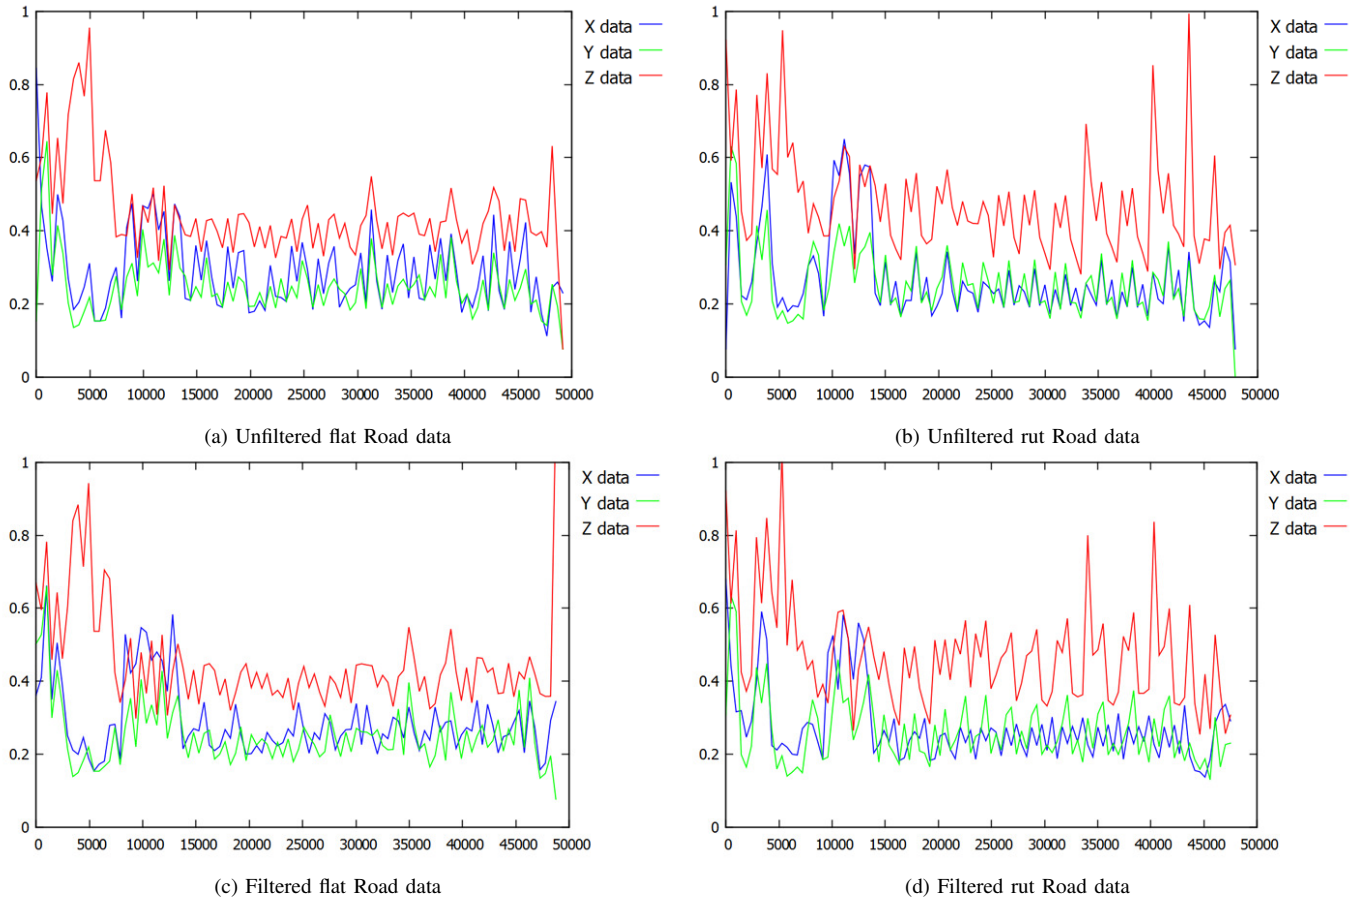 1
0.8
0.6
0.4
0.2
0
0 5000 10000 15000 20000 25000 30000 35000 40000 45000 50000
X data
Y data
Z data
(a) Unfiltered flat Road data
1
0.8
0.6
0.4
0.2
0
0 5000 10000 15000 20000 25000 30000 35000 40000 45000 50000
X data
Y data
Z data
(b) Unfiltered rut Road data
1
0.8
0.6
0.4
0.2
0
0 5000 10000 15000 20000 25000 30000 35000 40000 45000 50000
X data
Y data
Z data
(c) Filtered flat Road data
1
0.8
0.6
0.4
0.2
0
0 5000 10000 15000 20000 25000 30000 35000 40000 45000 50000
X data
Y data
Z data
(d) Filtered rut Road data